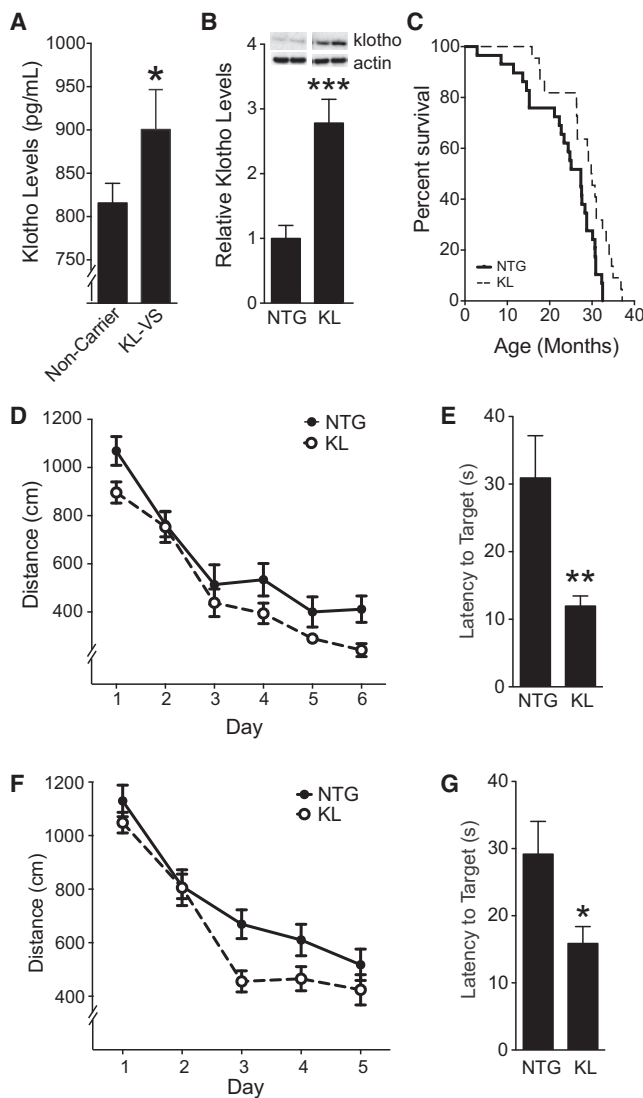 A
Klotho Levels (pg/mL)
1000
950
900
850
800
750
*
Non-Carrier
KL-VS
B
Relative Klotho Levels
4
3
2
1
0
klotho
actin
***
NTG
KL
C
Percent survival
100
80
60
40
20
0
NTG
KL
0
10
20
30
40
Age (Months)
D
Distance (cm)
1200
1000
800
600
400
NTG
KL
1
2
3
4
5
6
Day
E
Latency to Target (s)
40
30
20
10
0
**
NTG
KL
F
Distance (cm)
1200
1000
800
600
400
NTG
KL
1
2
3
4
5
Day
G
Latency to Target (s)
40
30
20
10
0
*
NTG
KL